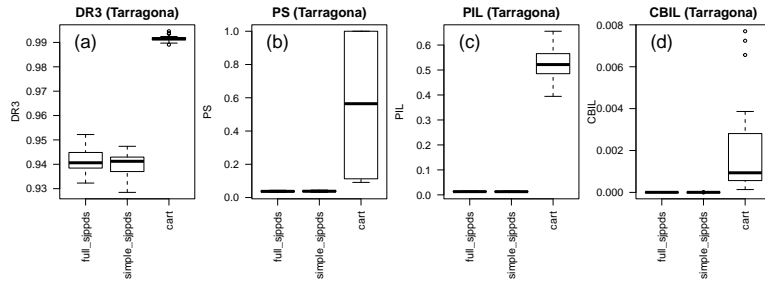 DR3 (Tarragona)
(a)
DR3
0.99
0.98
0.97
0.96
0.95
0.94
0.93
full_sjppds
simple_sjppds
cart
PS (Tarragona)
(b)
PS
1.0
0.8
0.6
0.4
0.2
0.0
full_sjppds
simple_sjppds
cart
PIL (Tarragona)
(c)
PIL
0.6
0.5
0.4
0.3
0.2
0.1
0.0
full_sjppds
simple_sjppds
cart
CBIL (Tarragona)
(d)
CBIL
0.008
0.006
0.004
0.002
0.000
full_sjppds
simple_sjppds
cart